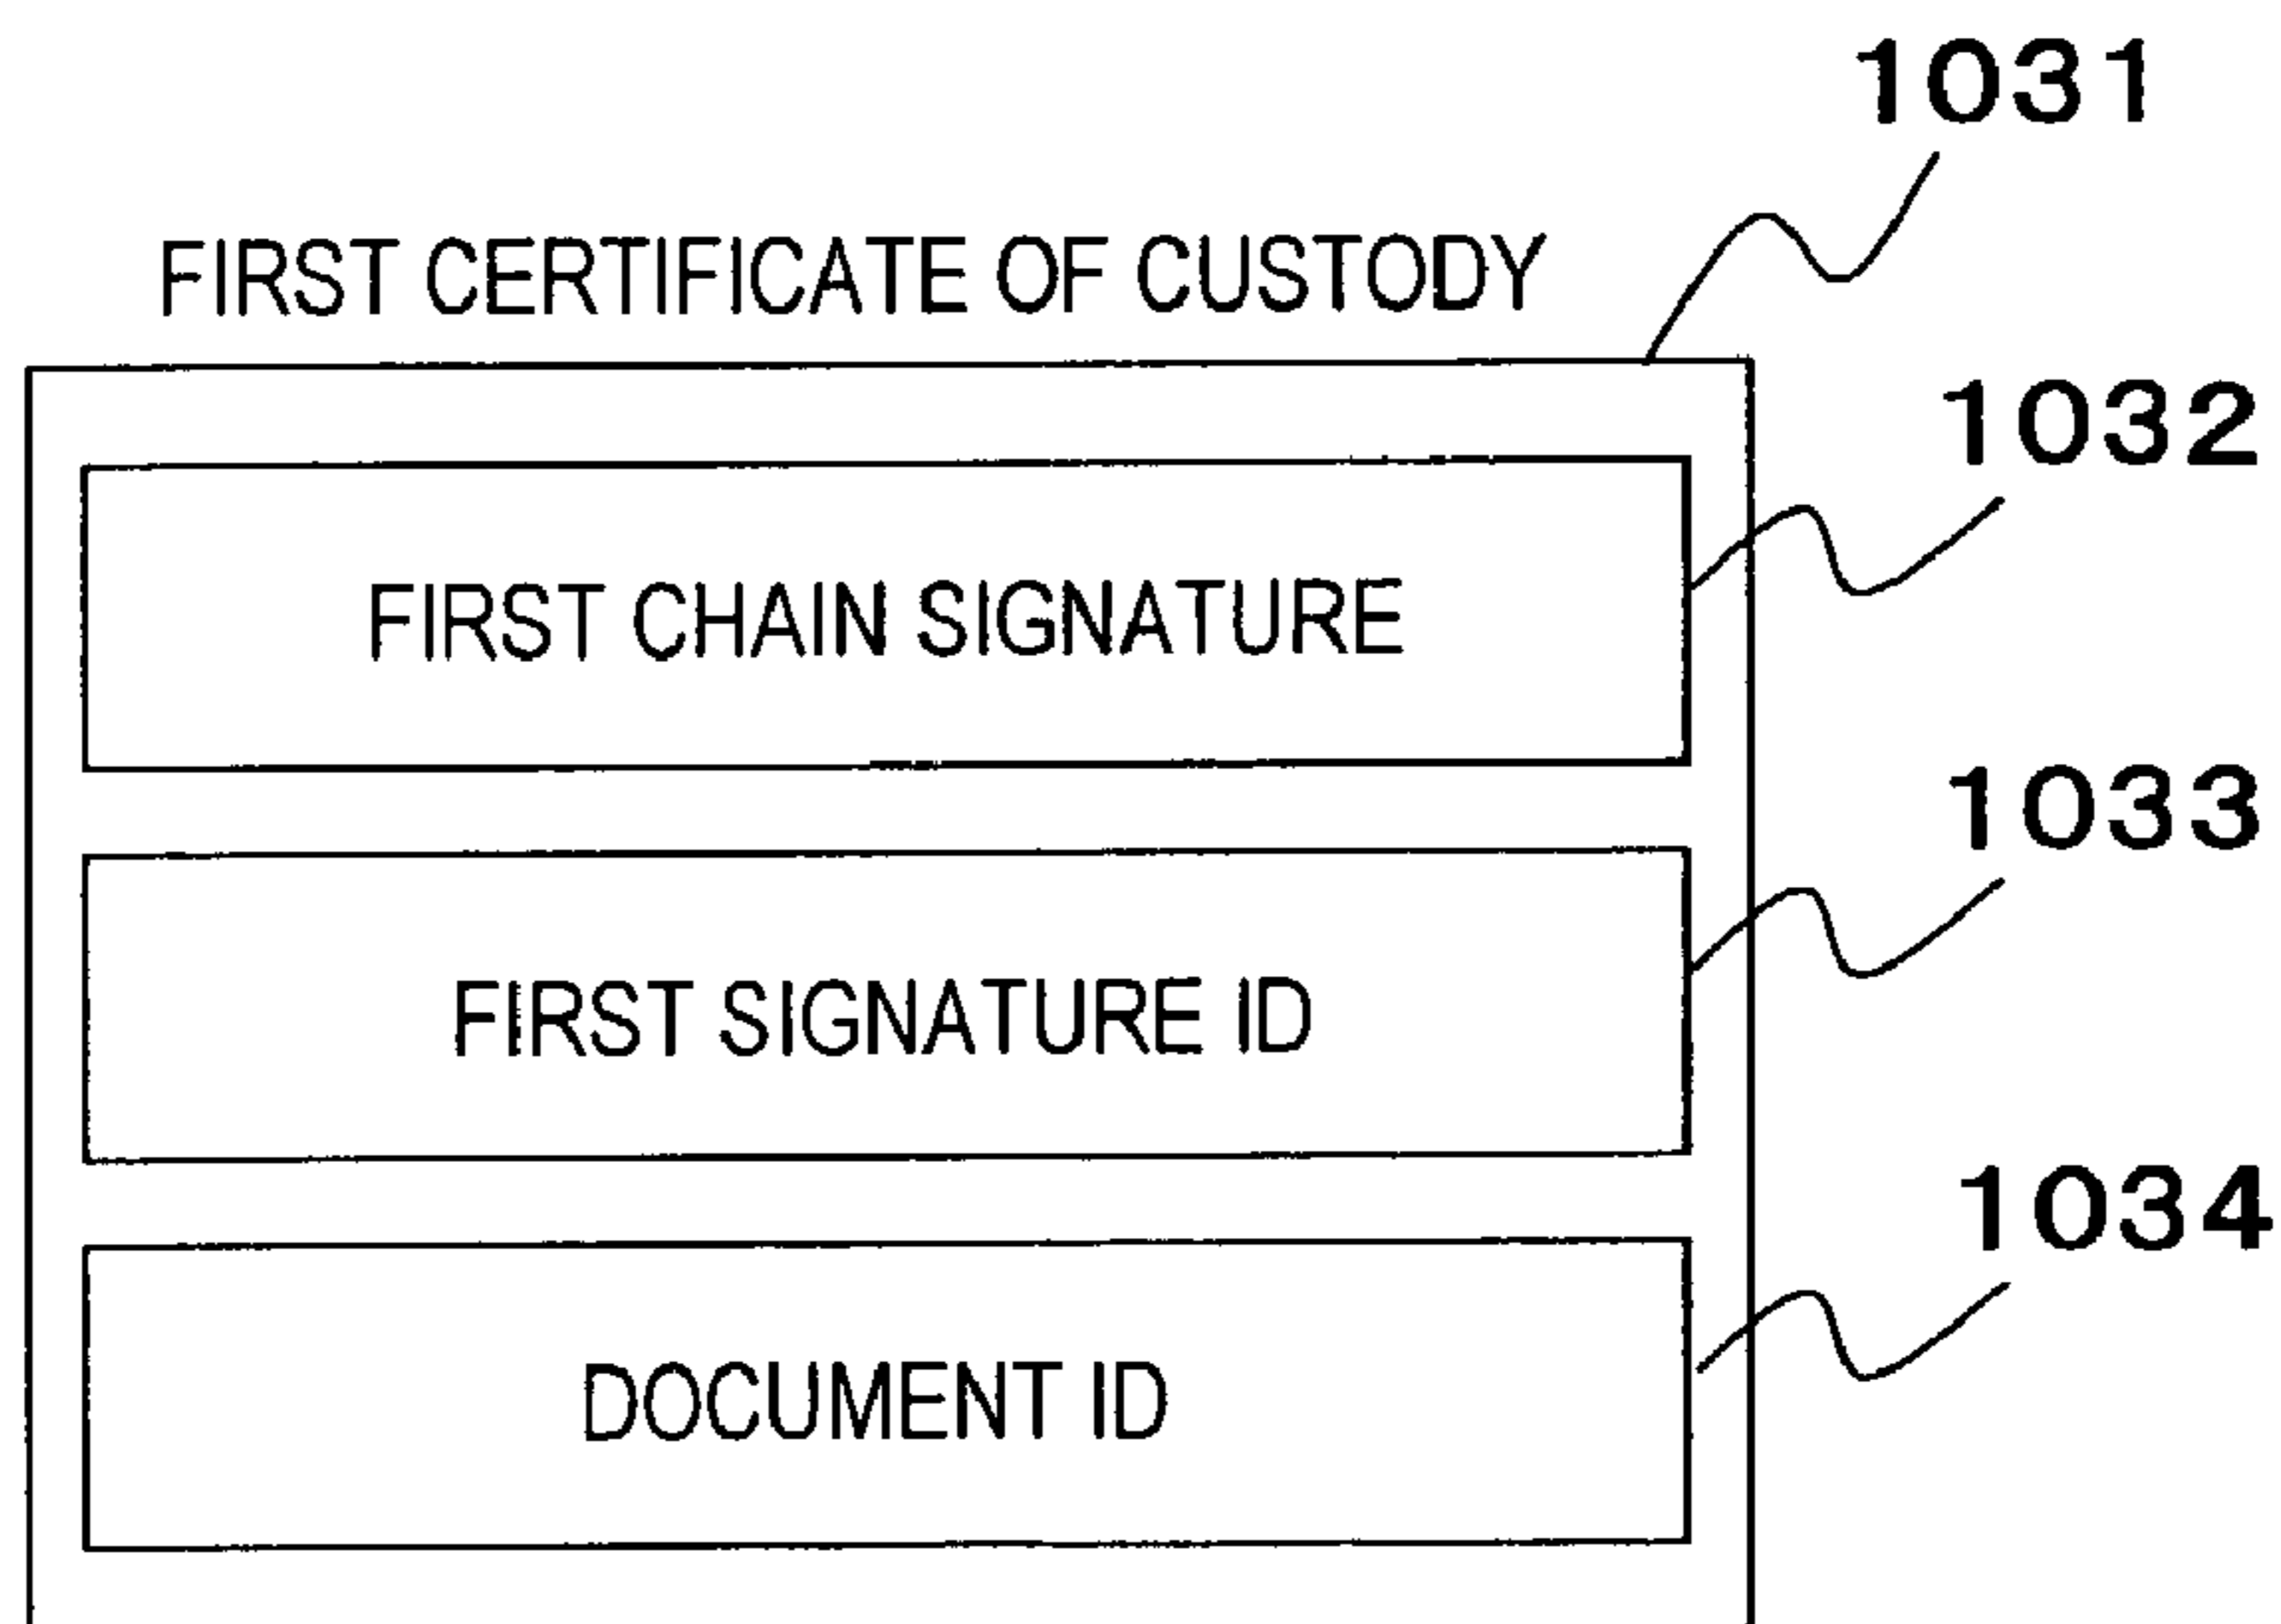 1031
FIRST CERTIFICATE OF CUSTODY
1032
FIRST CHAIN SIGNATURE
1033
FIRST SIGNATURE ID
1034
DOCUMENT ID